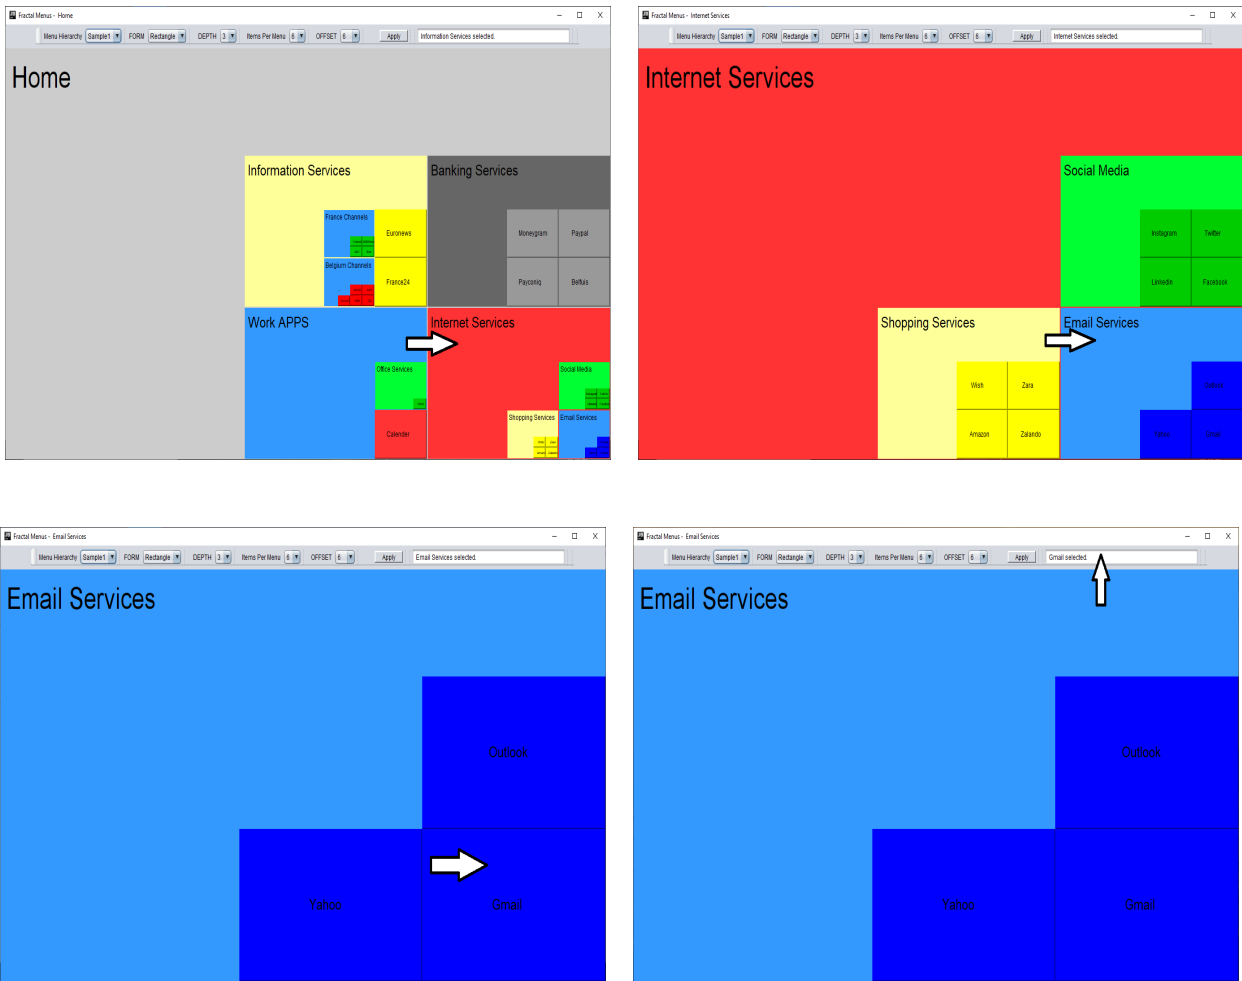 Fractal Menus - Home
Menu Hierarchy Sample1 FORM Rectangle DEPTH 3 Items Per Menu 6 OFFSET 6 Apply Information Services selected.
Home
Information Services
Banking Services
France Channels
Euronews
Moneygram
Paypal
Belgium Channels
France24
Payconiq
Belfuis
Work APPS
Internet Services
Office Services
Social Media
Calender
Shopping Services
Email Services
Fractal Menus - Internet Services
Menu Hierarchy Sample1 FORM Rectangle DEPTH 3 Items Per Menu 6 OFFSET 6 Apply Internet Services selected.
Internet Services
Social Media
Instagram
Twitter
Linkedin
Facebook
Shopping Services
Email Services
Wish
Zara
Outlook
Amazon
Zalando
Yahoo
Gmail
Fractal Menus - Email Services
Menu Hierarchy Sample1 FORM Rectangle DEPTH 3 Items Per Menu 6 OFFSET 6 Apply Email Services selected.
Email Services
Outlook
Yahoo
Gmail
Fractal Menus - Email Services
Menu Hierarchy Sample1 FORM Rectangle DEPTH 3 Items Per Menu 6 OFFSET 6 Apply Gmail selected.
Email Services
Outlook
Yahoo
Gmail